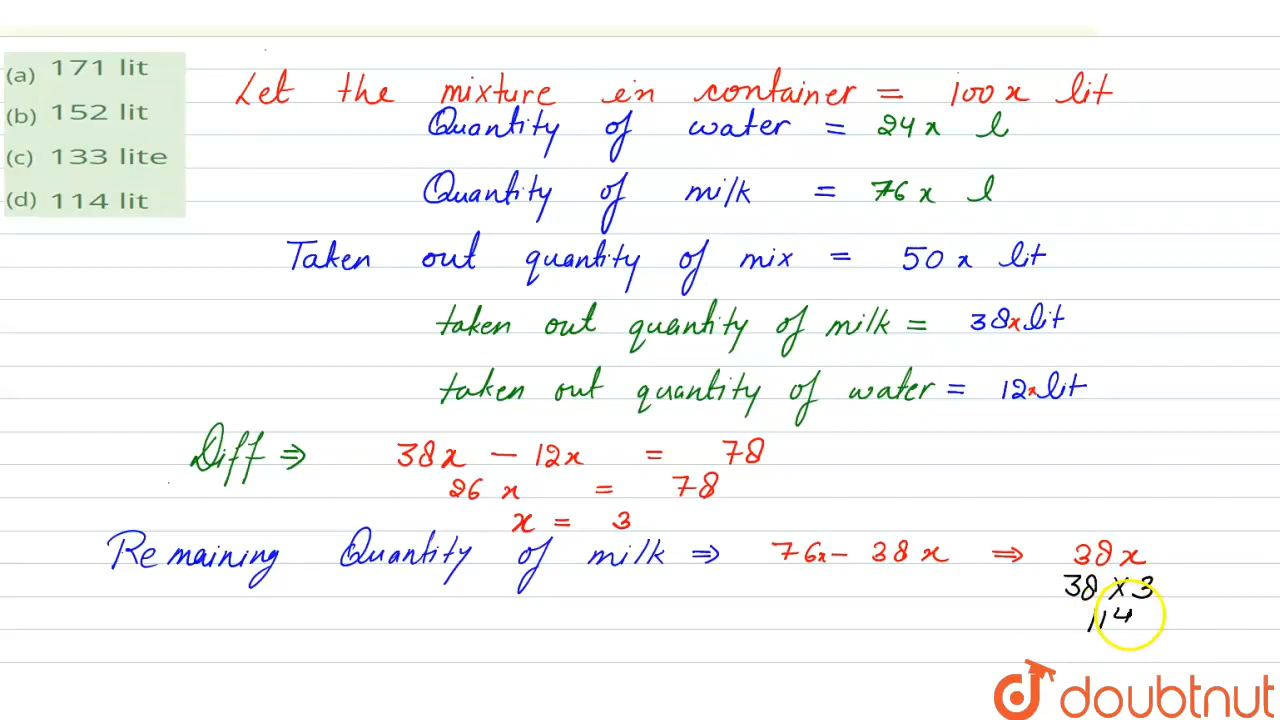 (a) 171 lit
(b) 152 lit
(c) 133 lite
(d) 114 lit
Let the mixture in container = 100x lit
Quantity of water = 24x l
Quantity of milk = 76x l
Taken out quantity of mix = 50x lit
taken out quantity of milk = 38x lit
taken out quantity of water = 12x lit
Diff ⇒ 38x – 12x = 78
26 x = 78
x = 3
Remaining Quantity of milk ⇒ 76x – 38x ⇒ 38x
38 × 3
114
doubtnut